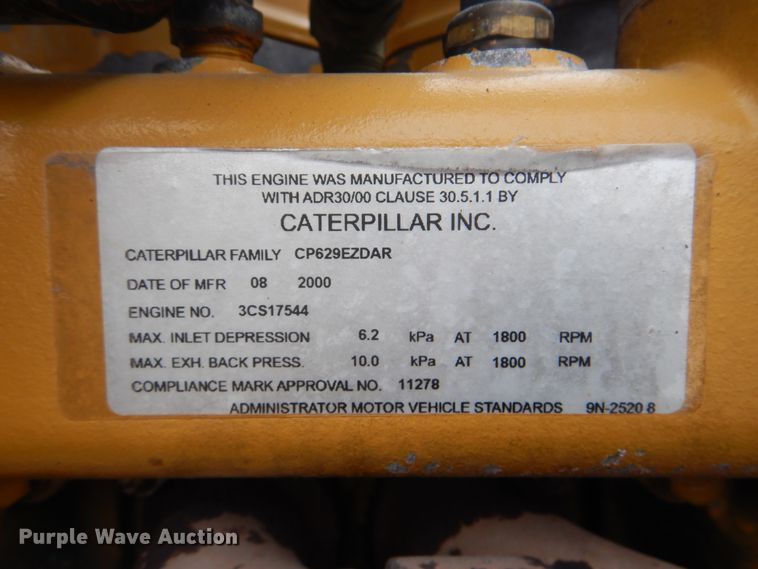 THIS ENGINE WAS MANUFACTURED TO COMPLY
WITH ADR30/00 CLAUSE 30.5.1.1 BY
CATERPILLAR INC.
CATERPILLAR FAMILY CP629EZDAR
DATE OF MFR 08 2000
ENGINE NO. 3CS17544
MAX. INLET DEPRESSION 6.2 kPa AT 1800 RPM
MAX. EXH. BACK PRESS. 10.0 kPa AT 1800 RPM
COMPLIANCE MARK APPROVAL NO. 11278
ADMINISTRATOR MOTOR VEHICLE STANDARDS 9N-2520 8
Purple Wave Auction®